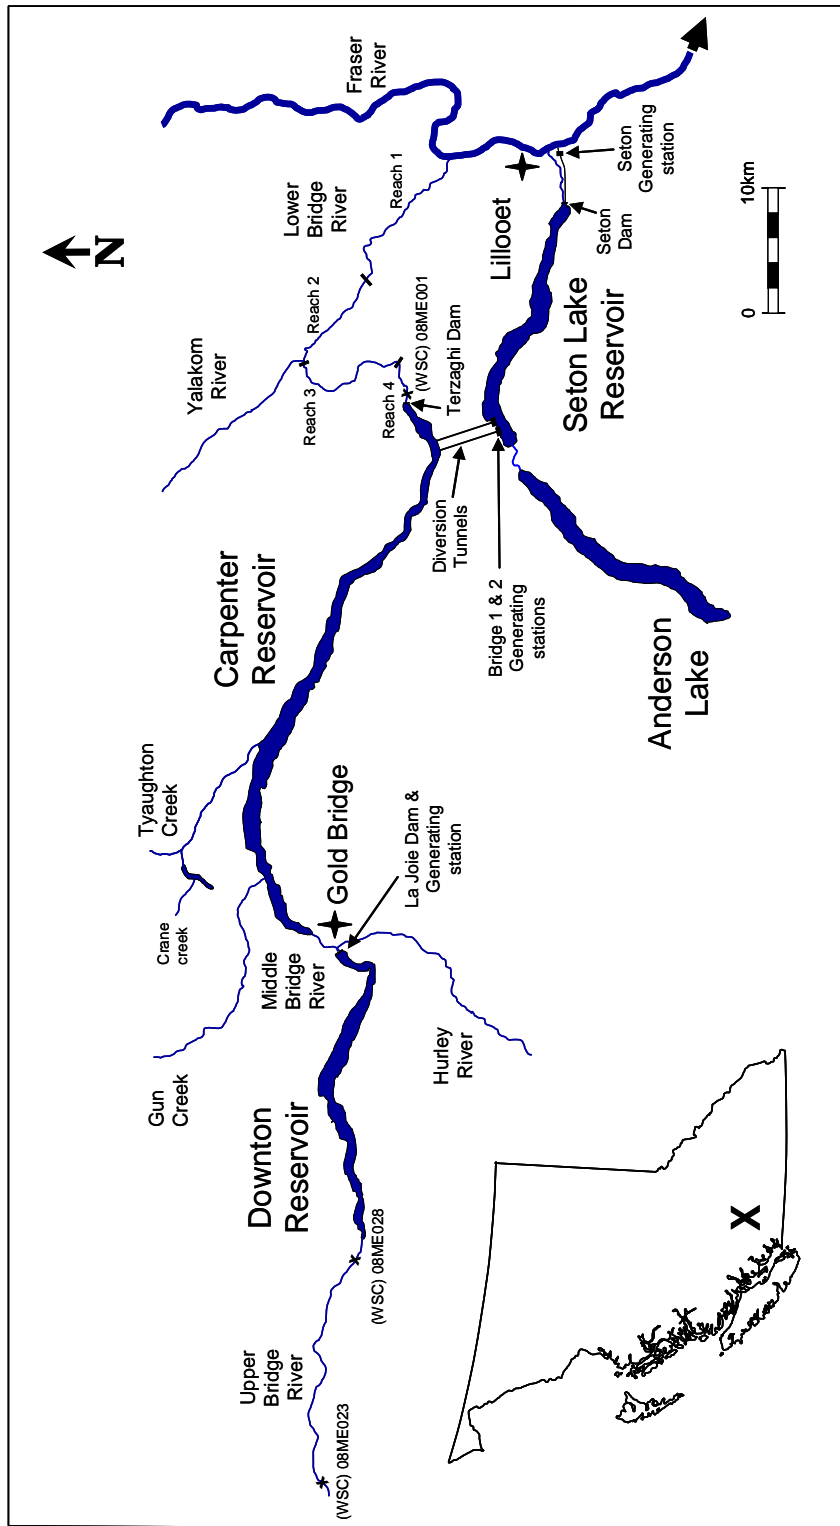 N
Fraser
River
Lower
Bridge
River
Reach 1
Reach 2
Yalakom
River
Reach 3
Reach 4
(WSC) 08ME001
Terzaghi Dam
Lillooet
Seton
Generating
station
Seton
Dam
Seton Lake
Reservoir
0
10km
Diversion
Tunnels
Bridge 1 & 2
Generating
stations
Anderson
Lake
Carpenter
Reservoir
Tyaughton
Creek
Crane
creek
Gold Bridge
La Joie Dam &
Generating
station
Middle
Bridge
River
Gun
Creek
Hurley
River
Downton
Reservoir
(WSC) 08ME028
Upper
Bridge
River
(WSC) 08ME023
X